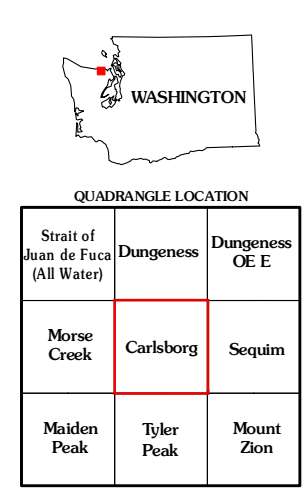 WASHINGTON
QUADRANGLE LOCATION
Strait of
Juan de Fuca
(All Water)
Dungeness
Dungeness
OE E
Morse
Creek
Carlsborg
Sequim
Maiden
Peak
Tyler
Peak
Mount
Zion